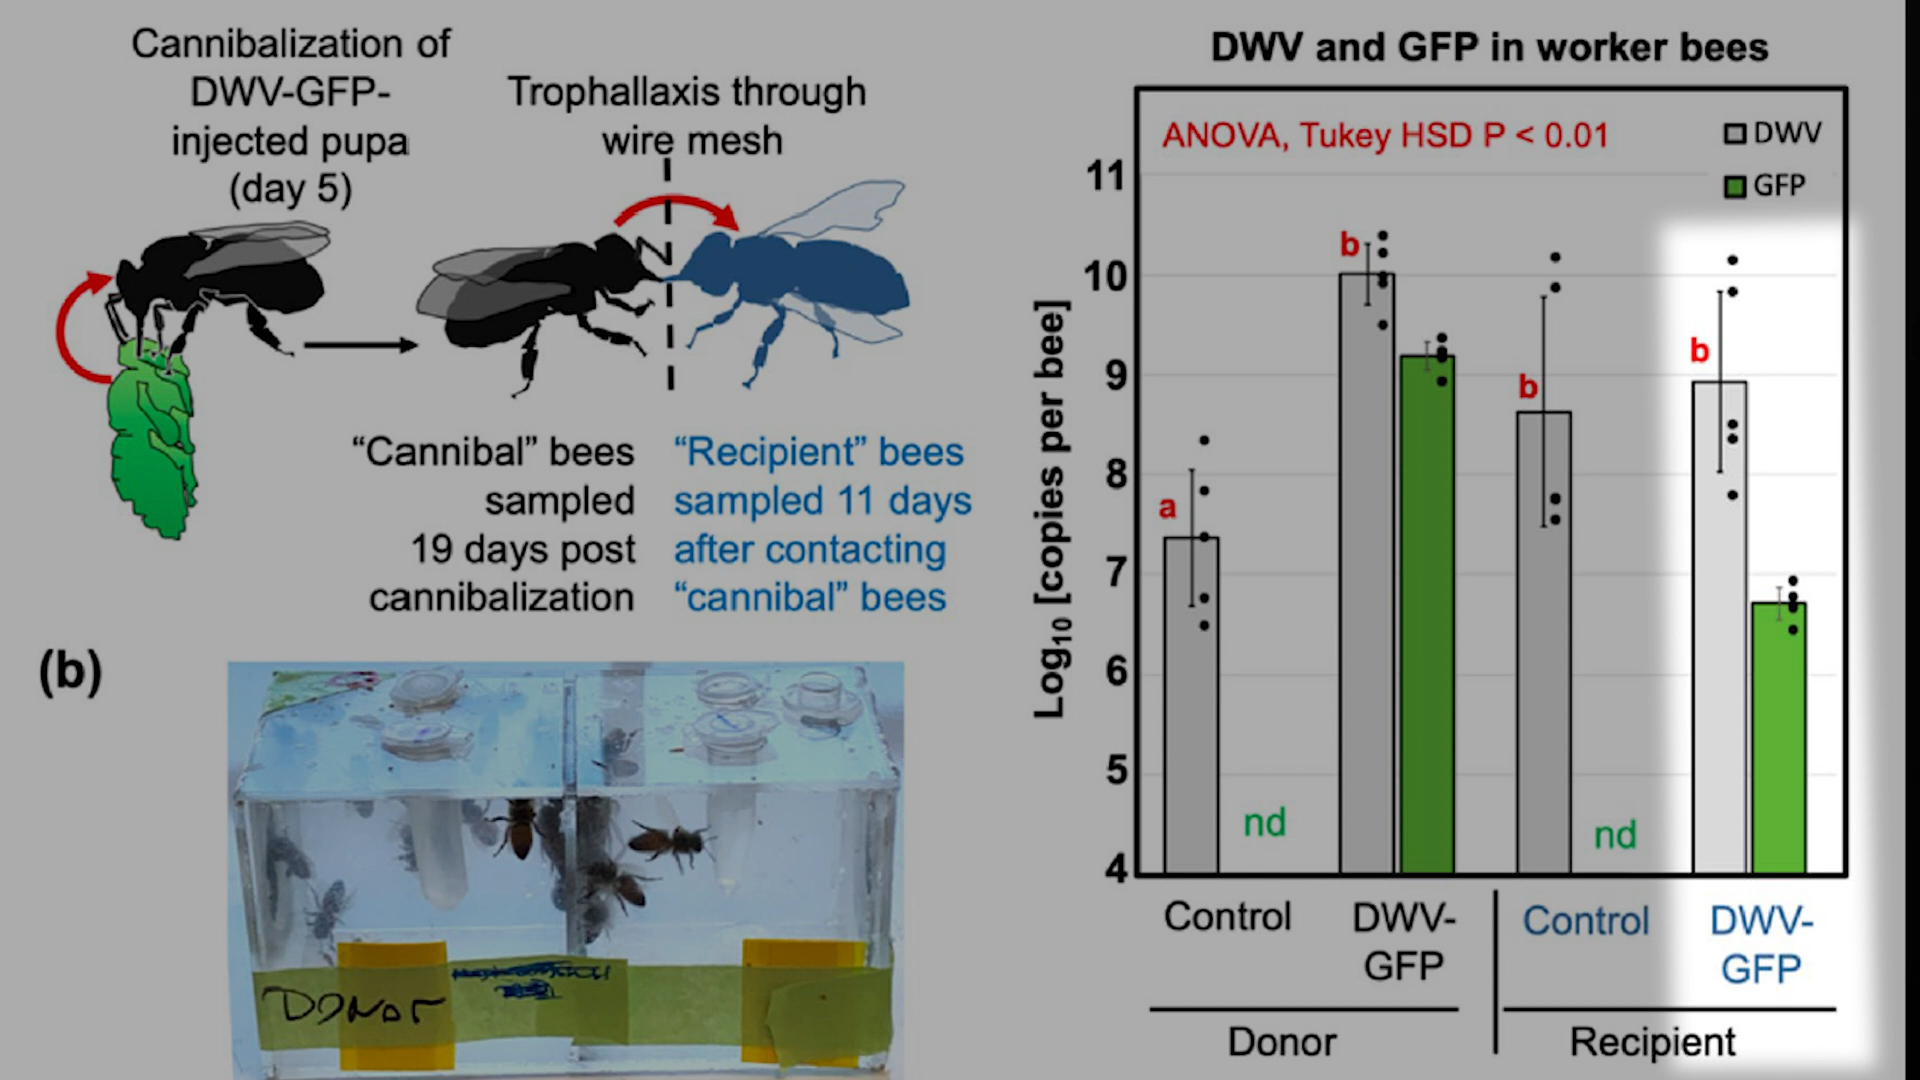 Cannibalization of
DWV-GFP-
injected pupa
(day 5)
Trophallaxis through
wire mesh
“Cannibal” bees
sampled
19 days post
cannibalization
“Recipient” bees
sampled 11 days
after contacting
“cannibal” bees
(b)
DONOR
DWV and GFP in worker bees
ANOVA, Tukey HSD P < 0.01
DWV
GFP
Log10 [copies per bee]
11
10
9
8
7
6
5
4
a
b
b
b
nd
nd
Control
DWV-
GFP
Control
DWV-
GFP
Donor
Recipient